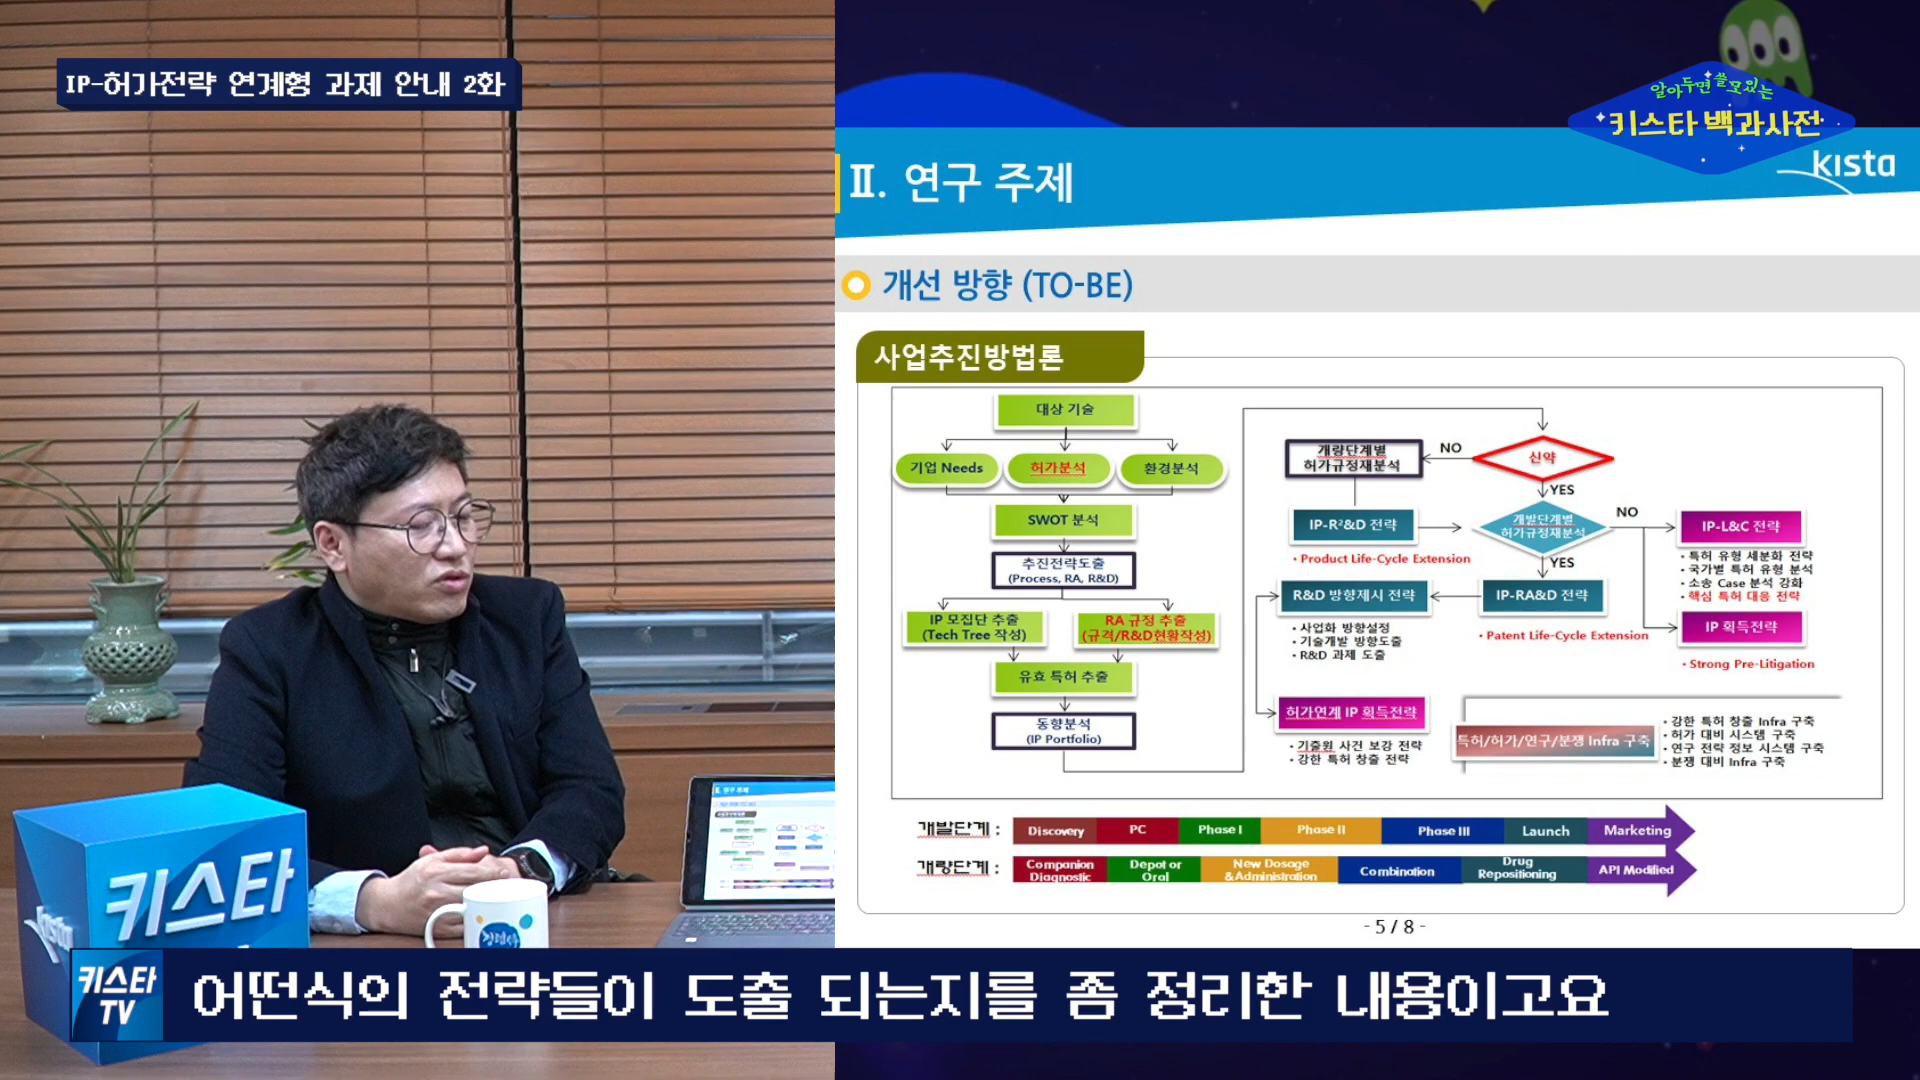 IP-허가전략 연계형 과제 안내 2화
알아두면 쓸모있는
키스타 백과사전
kista
Ⅱ. 연구 주제
개선 방향 (TO-BE)
사업추진방법론
대상 기술
기업 Needs
허가분석
환경분석
SWOT 분석
추진전략도출
(Process, RA, R&D)
IP 모집단 추출
(Tech Tree 작성)
RA 규정 추출
(규격/R&D현황작성)
유효 특허 추출
동향분석
(IP Portfolio)
신약
NO
YES
개량단계별
허가규정재분석
IP-R²&D 전략
• Product Life-Cycle Extension
개발단계별
허가규정재분석
NO
YES
IP-L&C 전략
• 특허 유형 세분화 전략
• 국가별 특허 유형 분석
• 소송 Case 분석 강화
• 핵심 특허 대응 전략
R&D 방향제시 전략
• 사업화 방향설정
• 기술개발 방향도출
• R&D 과제 도출
IP-RA&D 전략
• Patent Life-Cycle Extension
IP 획득전략
• Strong Pre-Litigation
허가연계 IP 획득전략
• 기출원 사건 보강 전략
• 강한 특허 창출 전략
특허/허가/연구/분쟁 Infra 구축
• 강한 특허 창출 Infra 구축
• 허가 대비 시스템 구축
• 연구 전략 정보 시스템 구축
• 분쟁 대비 Infra 구축
개발단계 : Discovery PC Phase I Phase II Phase III Launch Marketing
개량단계 : Companion Diagnostic Depot or Oral New Dosage &Administration Combination Drug Repositioning API Modified
- 5 / 8 -
키스타
kista
키스타
TV
어떤식의 전략들이 도출 되는지를 좀 정리한 내용이고요